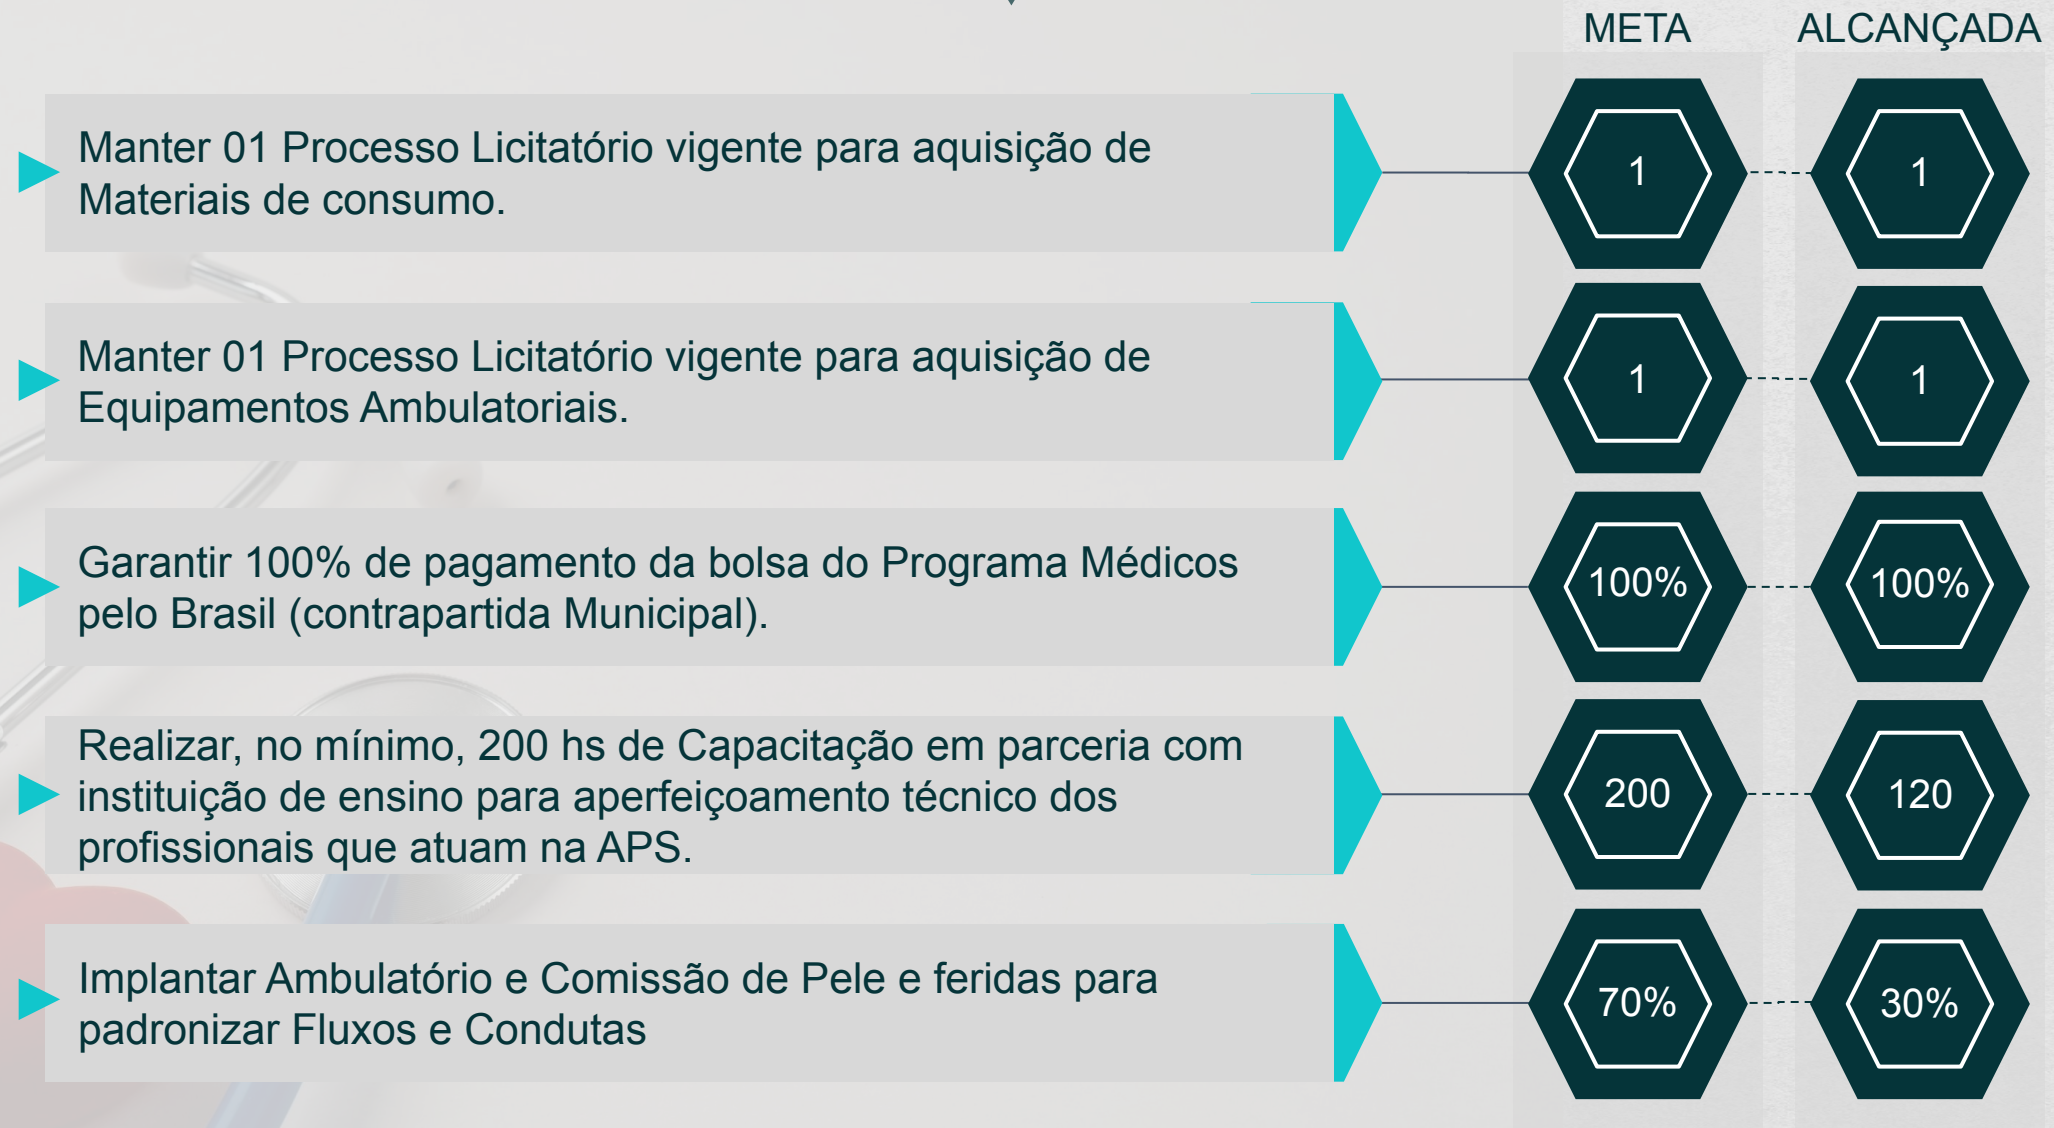 META ALCANÇADA
Manter 01 Processo Licitatório vigente para aquisição de
Materiais de consumo.
1 1
Manter 01 Processo Licitatório vigente para aquisição de
Equipamentos Ambulatoriais.
1 1
Garantir 100% de pagamento da bolsa do Programa Médicos
pelo Brasil (contrapartida Municipal).
100% 100%
Realizar, no mínimo, 200 hs de Capacitação em parceria com
instituição de ensino para aperfeiçoamento técnico dos
profissionais que atuam na APS.
200 120
Implantar Ambulatório e Comissão de Pele e feridas para
padronizar Fluxos e Condutas
70% 30%